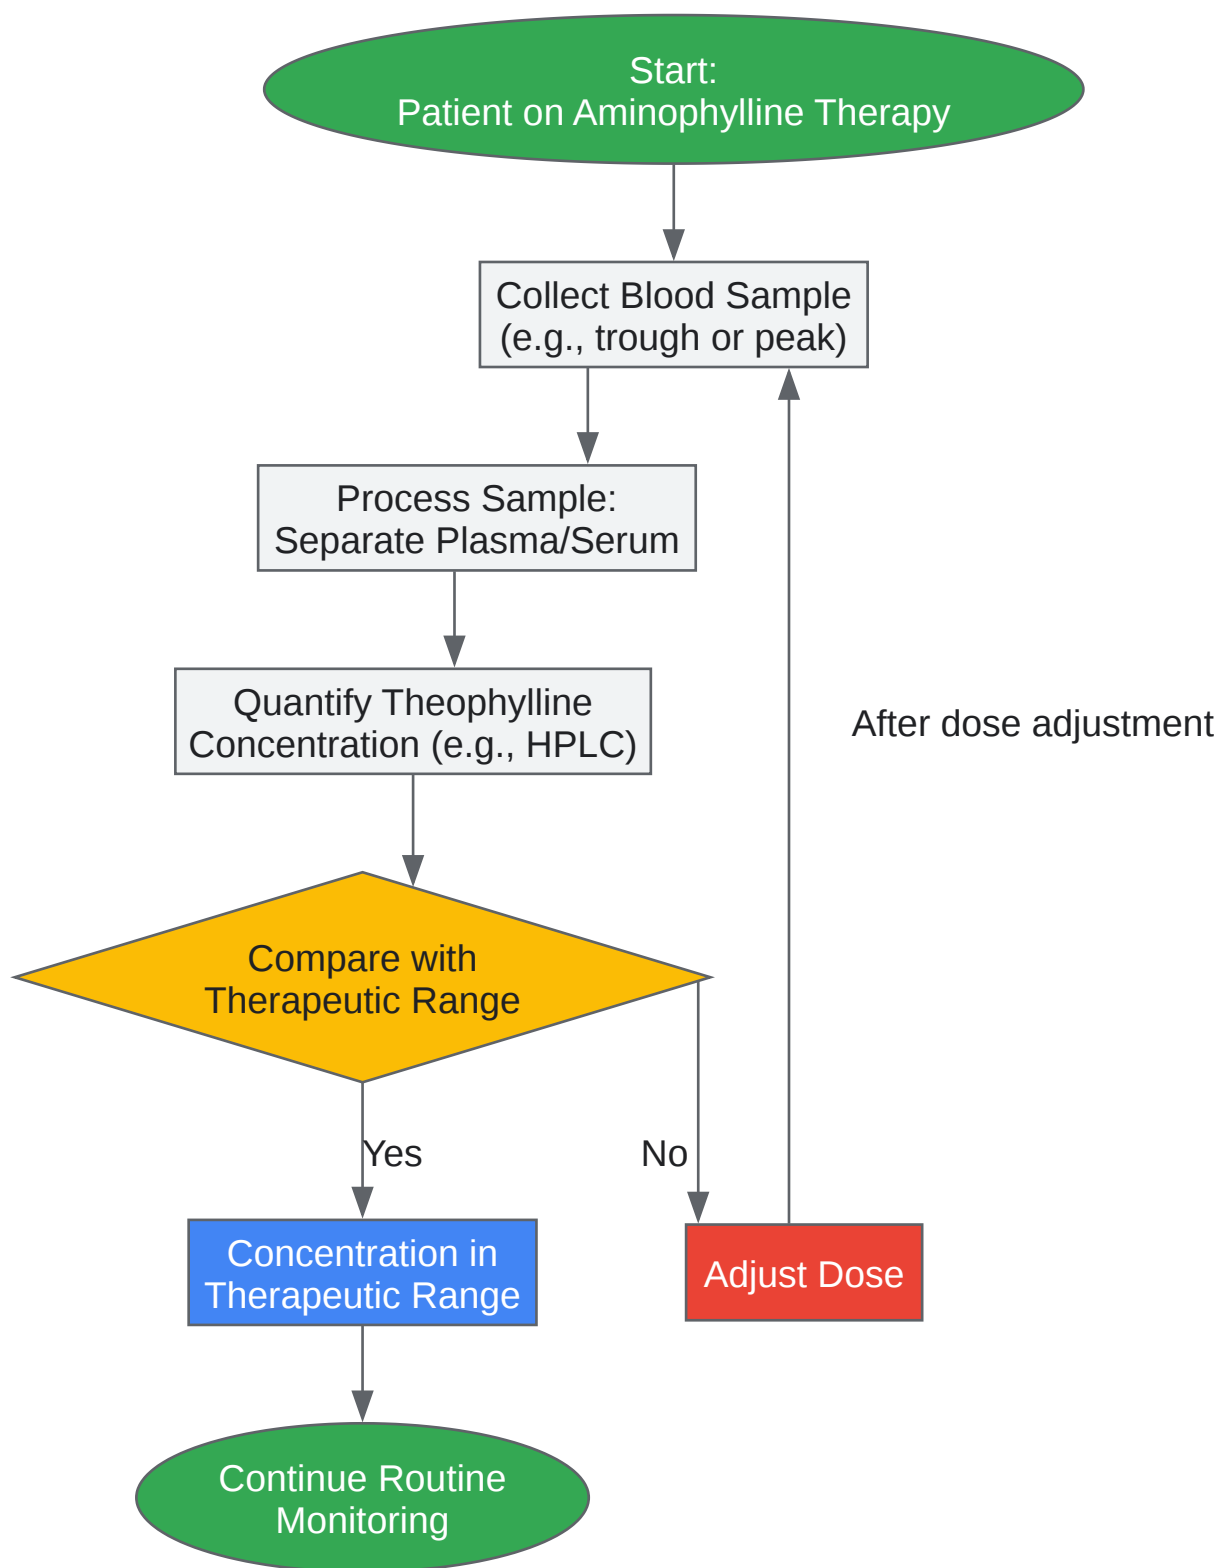 Start:
Patient on Aminophylline Therapy
Collect Blood Sample
(e.g., trough or peak)
Process Sample:
Separate Plasma/Serum
Quantify Theophylline
Concentration (e.g., HPLC)
After dose adjustment
Compare with
Therapeutic Range
Yes
No
Concentration in
Therapeutic Range
Adjust Dose
Continue Routine
Monitoring